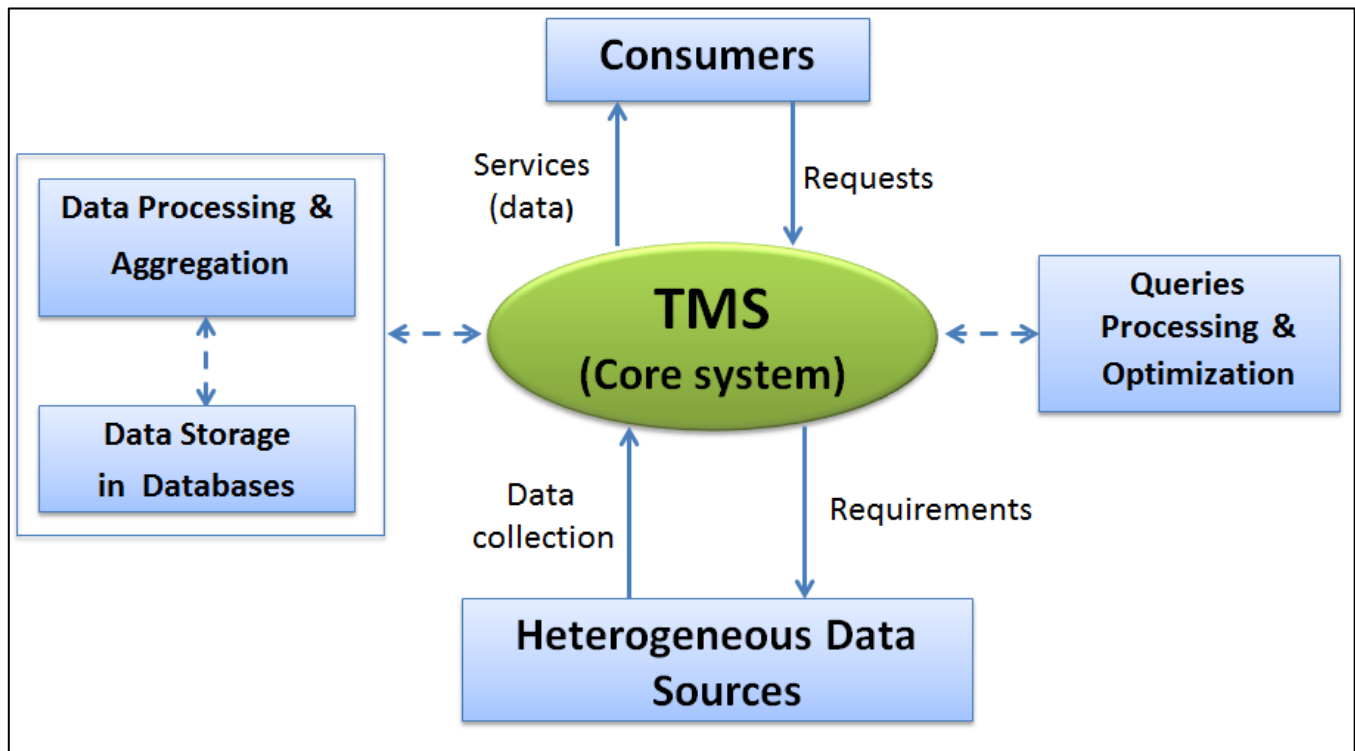 Consumers
Services
(data)
Requests
Data Processing &
Aggregation
Data Storage
in Databases
TMS
(Core system)
Queries
Processing &
Optimization
Data
collection
Requirements
Heterogeneous Data
Sources